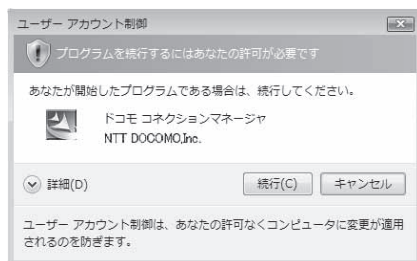 ユーザー アカウント制御
プログラムを続行するにはあなたの許可が必要です
あなたが開始したプログラムである場合は、続行してください。
ドコモ コネクションマネージャ
NTT DOCOMO,Inc.
詳細(D)
続行(C)
キャンセル
ユーザー アカウント制御は、あなたの許可なくコンピュータに変更が適用
されるのを防ぎます。